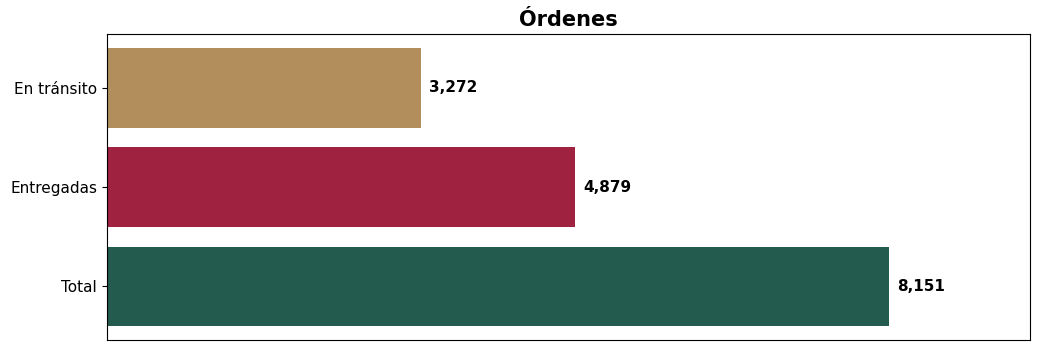 Órdenes
En tránsito 3,272
Entregadas 4,879
Total 8,151